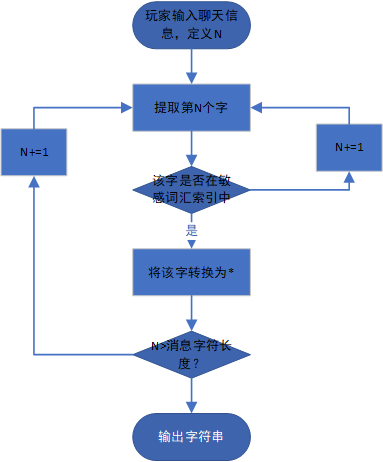 玩家输入聊天信
息，定义N
提取第N个字
N+=1
N+=1
该字是否在敏
感词汇索引中
是
将该字转换为*
N>消息字符长
度？
输出字符串